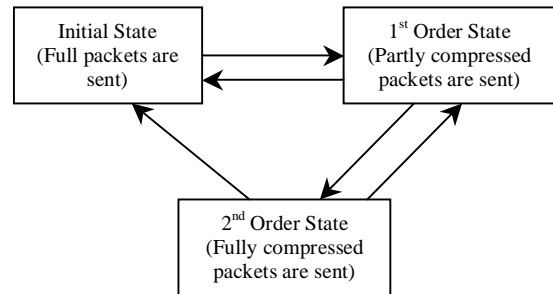 Initial State
(Full packets are
sent)
1st Order State
(Partly compressed
packets are sent)
2nd Order State
(Fully compressed
packets are sent)